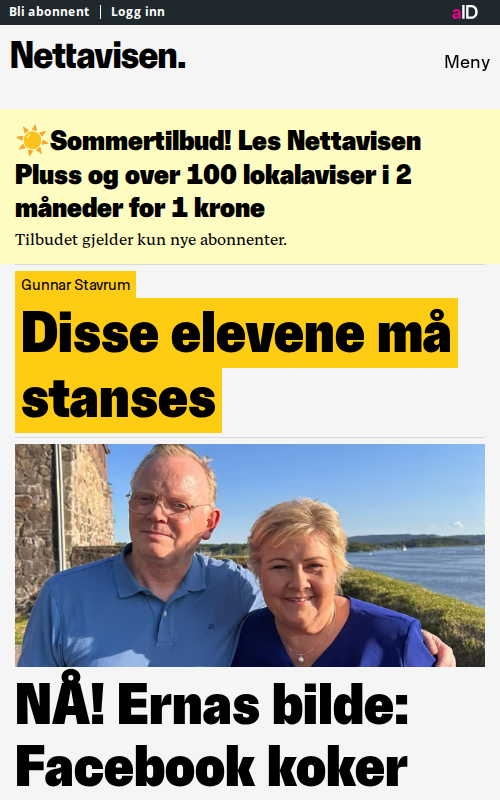 Bli abonnent | Logg inn
aID
Nettavisen.
Meny
☀️Sommertilbud! Les Nettavisen
Pluss og over 100 lokalaviser i 2
måneder for 1 krone
Tilbudet gjelder kun nye abonnenter.
Gunnar Stavrum
Disse elevene må
stanses
NÅ! Ernas bilde:
Facebook koker